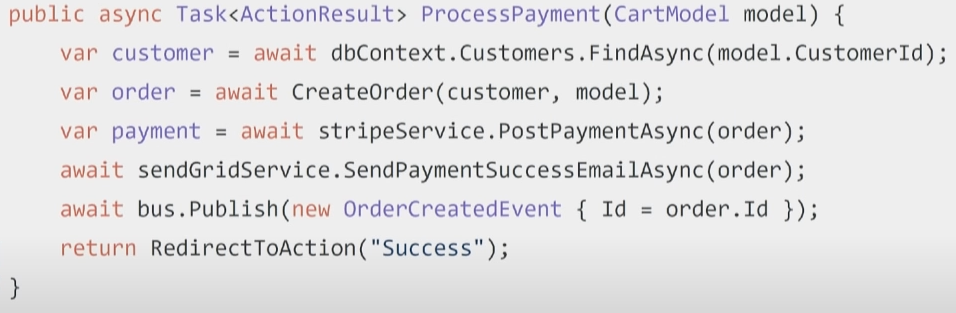 public async Task<ActionResult> ProcessPayment(CartModel model) {
    var customer = await dbContext.Customers.FindAsync(model.CustomerId);
    var order = await CreateOrder(customer, model);
    var payment = await stripeService.PostPaymentAsync(order);
    await sendGridService.SendPaymentSuccessEmailAsync(order);
    await bus.Publish(new OrderCreatedEvent { Id = order.Id });
    return RedirectToAction("Success");
}